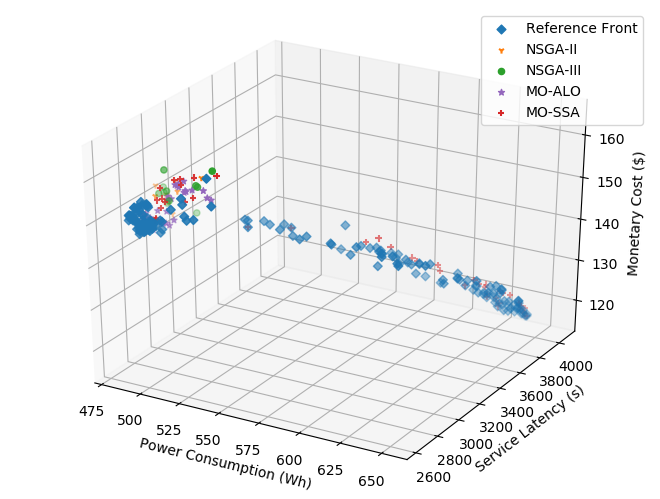 Reference Front
NSGA-II
NSGA-III
MO-ALO
MO-SSA
160
150
140
130
120
Monetary Cost ($)
4000
3800
3600
3400
3200
3000
2800
2600
Service Latency (s)
475
500
525
550
575
600
625
650
Power Consumption (Wh)